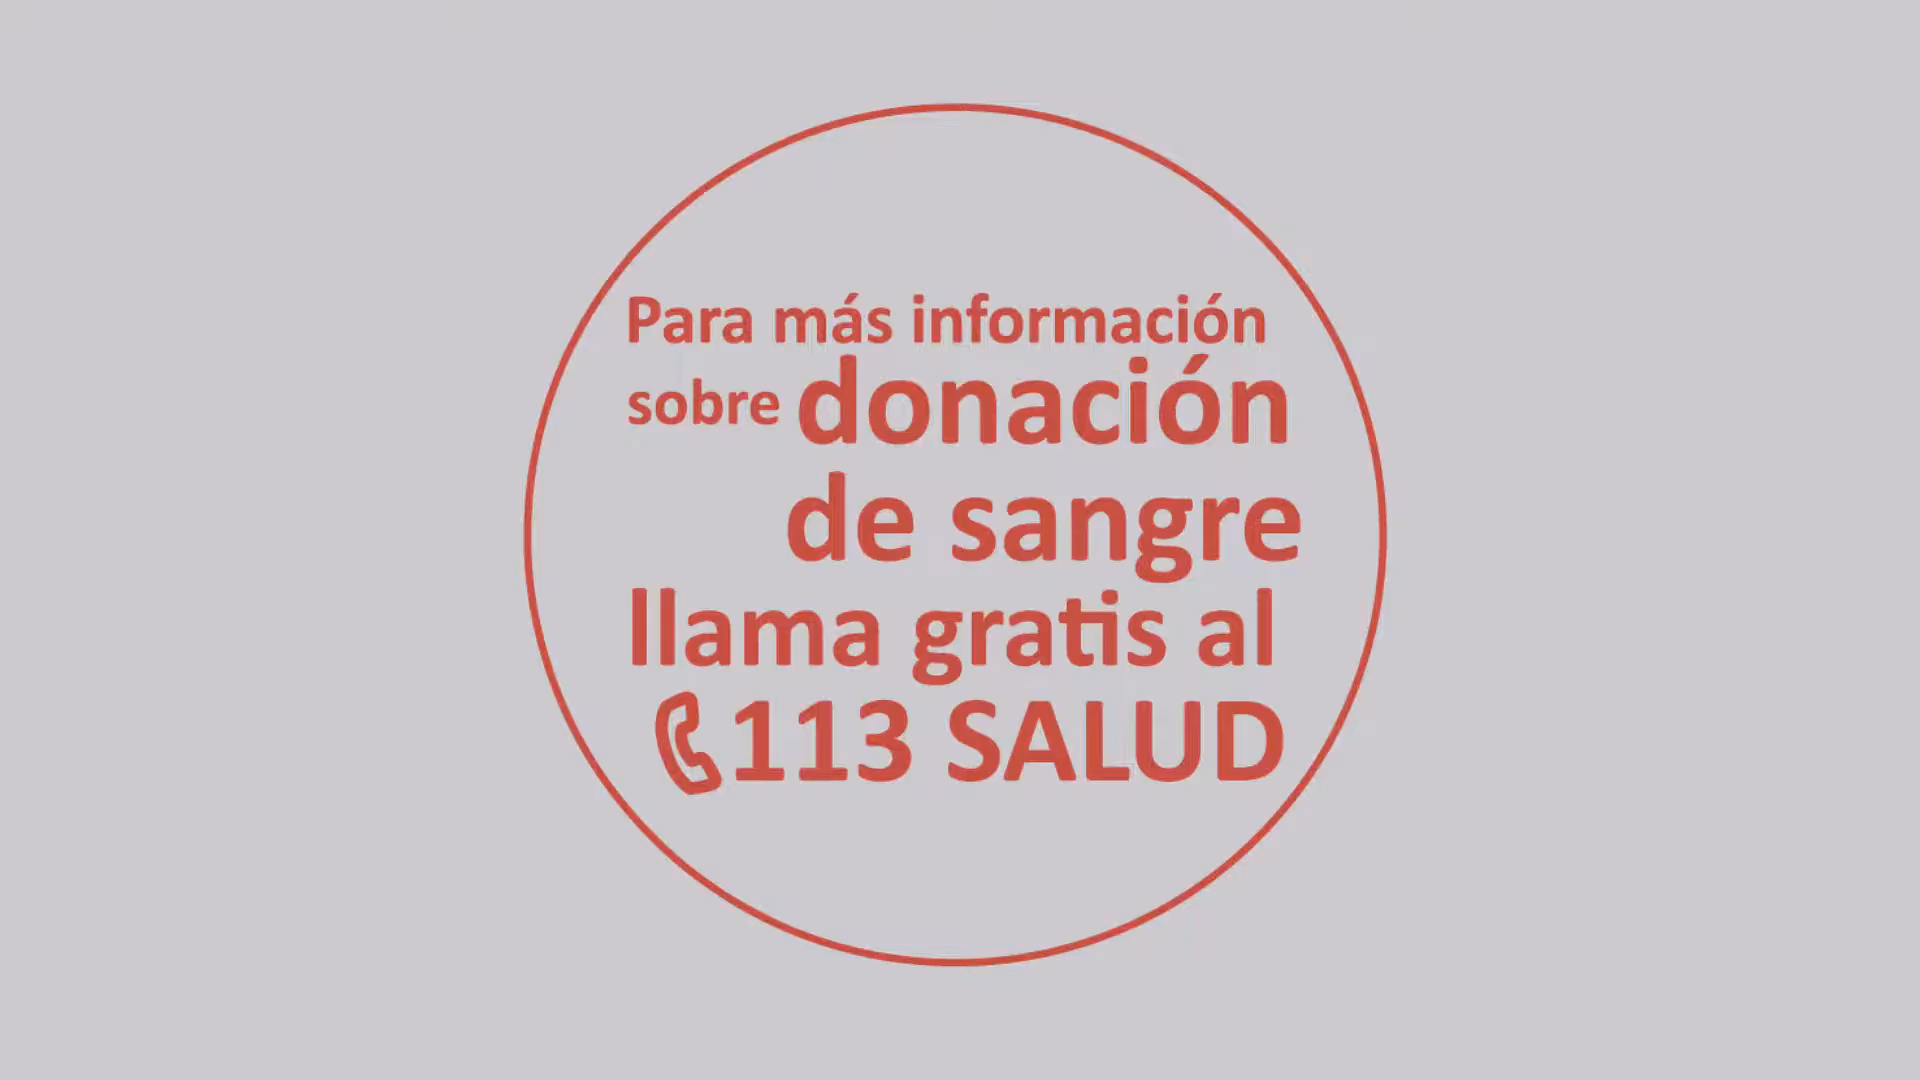 Para más información
sobre donación
de sangre
llama gratis al
113 SALUD